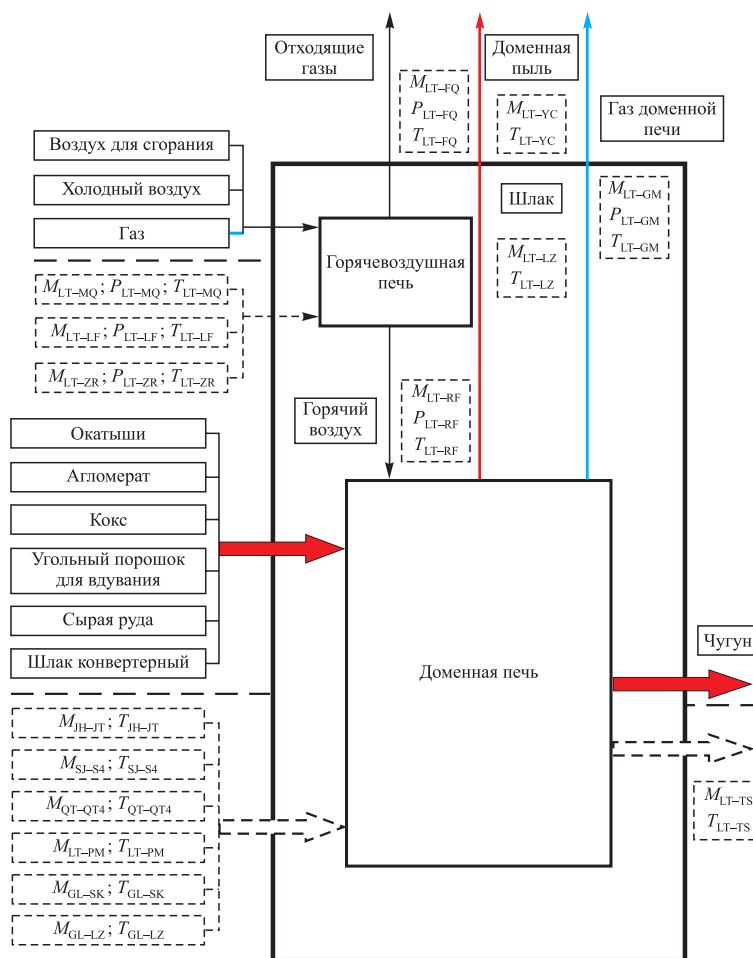 Отходящие
газы
M_LT–FQ
P_LT–FQ
T_LT–FQ
Доменная
пыль
M_LT–YC
T_LT–YC
Газ доменной
печи
M_LT–GM
P_LT–GM
T_LT–GM
Воздух для сгорания
Холодный воздух
Газ
Шлак
M_LT–LZ
T_LT–LZ
Горячевоздушная
печь
M_LT–MQ; P_LT–MQ; T_LT–MQ
M_LT–LF; P_LT–LF; T_LT–LF
M_LT–ZR; P_LT–ZR; T_LT–ZR
Горячий
воздух
M_LT–RF
P_LT–RF
T_LT–RF
Окатыши
Агломерат
Кокс
Угольный порошок
для вдувания
Сырая руда
Шлак конвертерный
Доменная печь
Чугун
M_JH–JT; T_JH–JT
M_SJ–S4; T_SJ–S4
M_QT–QT4; T_QT–QT4
M_LT–PM; T_LT–PM
M_GL–SK; T_GL–SK
M_GL–LZ; T_GL–LZ
M_LT–TS
T_LT–TS